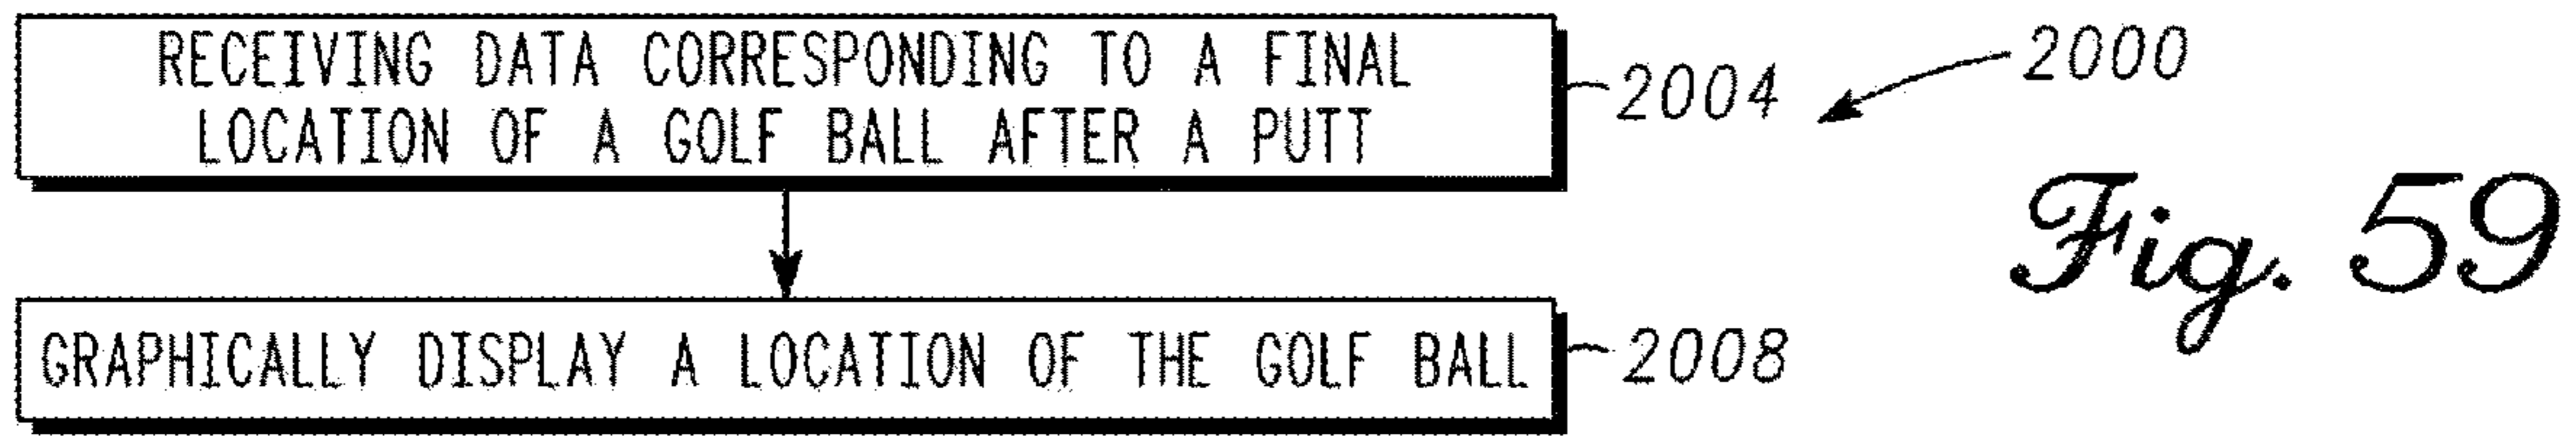 RECEIVING DATA CORRESPONDING TO A FINAL
LOCATION OF A GOLF BALL AFTER A PUTT
2004
2000
GRAPHICALLY DISPLAY A LOCATION OF THE GOLF BALL
2008
Fig. 59